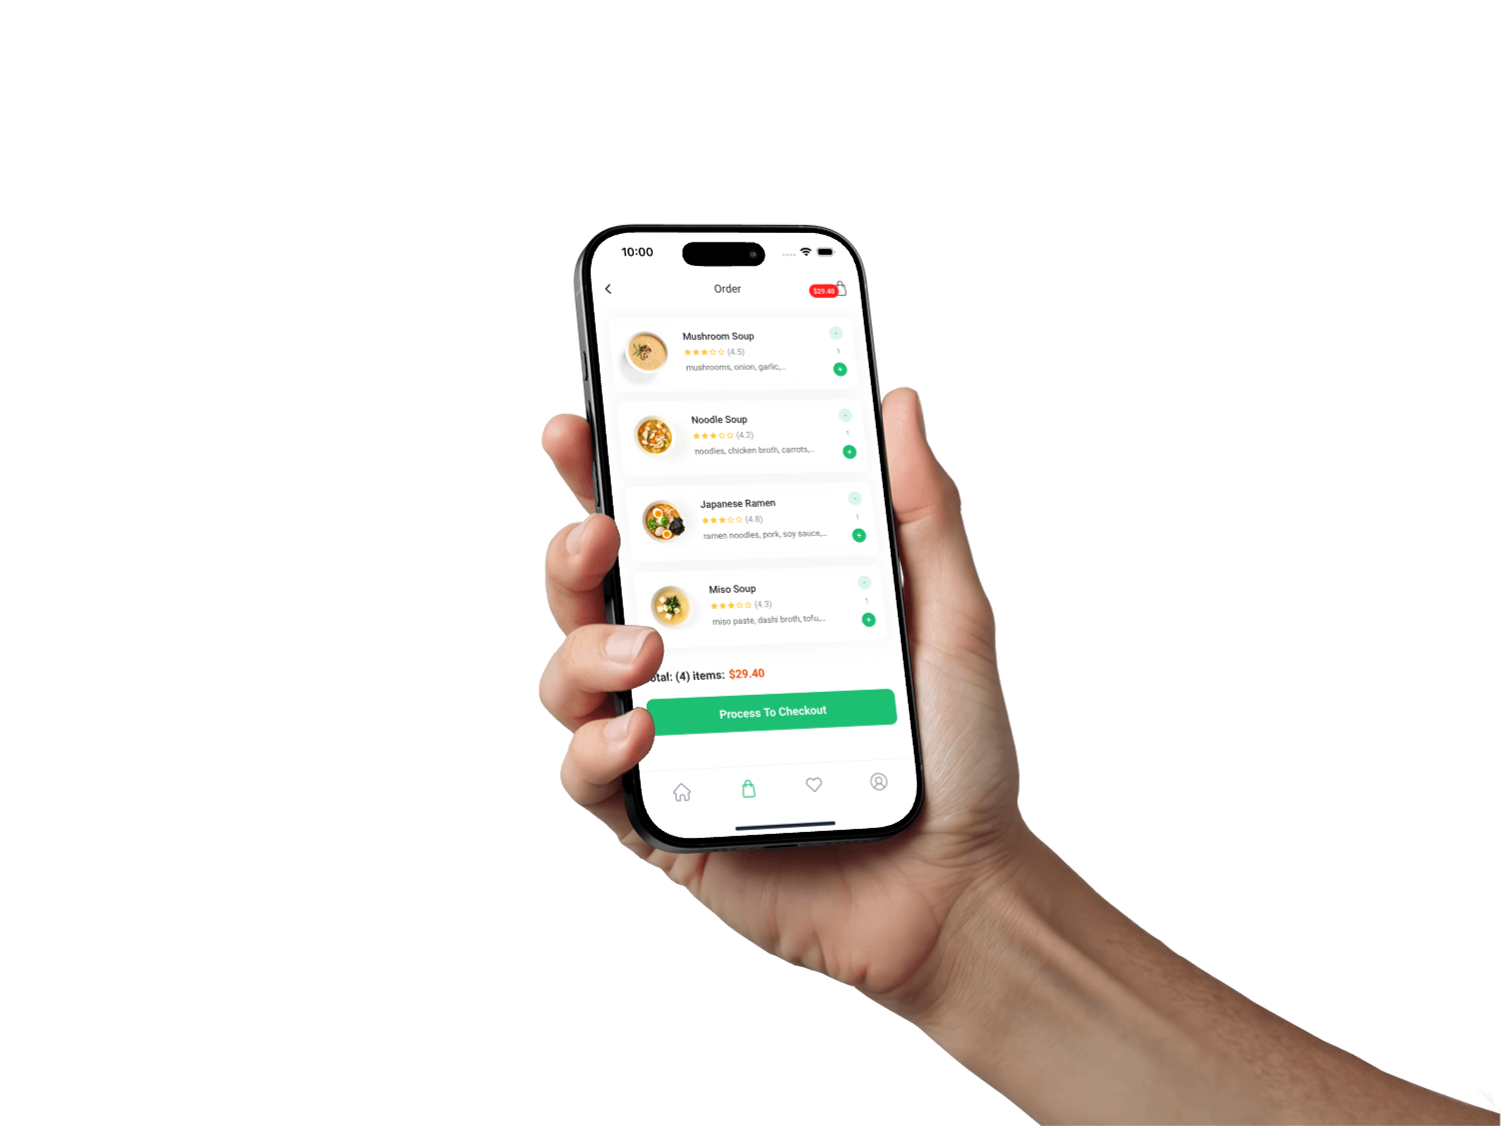 10:00
Order
$29.40
Mushroom Soup
(4.5)
mushrooms, onion, garlic,...
-
1
+
Noodle Soup
(4.2)
noodles, chicken broth, carrots,...
-
1
+
Japanese Ramen
(4.8)
ramen noodles, pork, soy sauce,...
-
1
+
Miso Soup
(4.3)
miso paste, dashi broth, tofu,...
-
1
+
otal: (4) items: $29.40
Process To Checkout